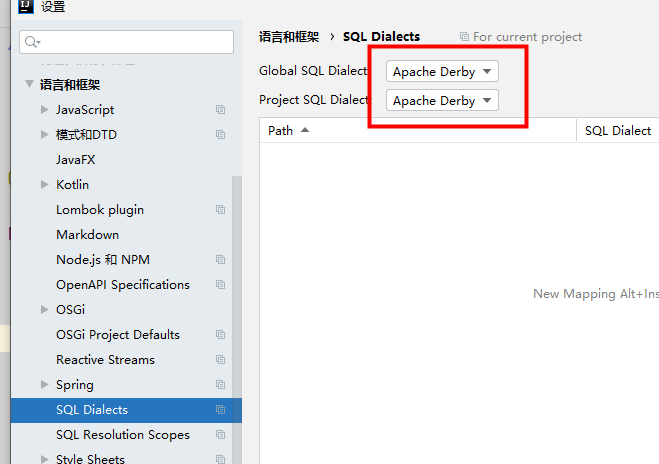 IJ 设置
语言和框架 › SQL Dialects For current project
Global SQL Dialect Apache Derby
Project SQL Dialect Apache Derby
Path SQL Dialect
New Mapping Alt+Ins
语言和框架
JavaScript
模式和DTD
JavaFX
Kotlin
Lombok plugin
Markdown
Node.js 和 NPM
OpenAPI Specifications
OSGi
OSGi Project Defaults
Reactive Streams
Spring
SQL Dialects
SQL Resolution Scopes
Style Sheets